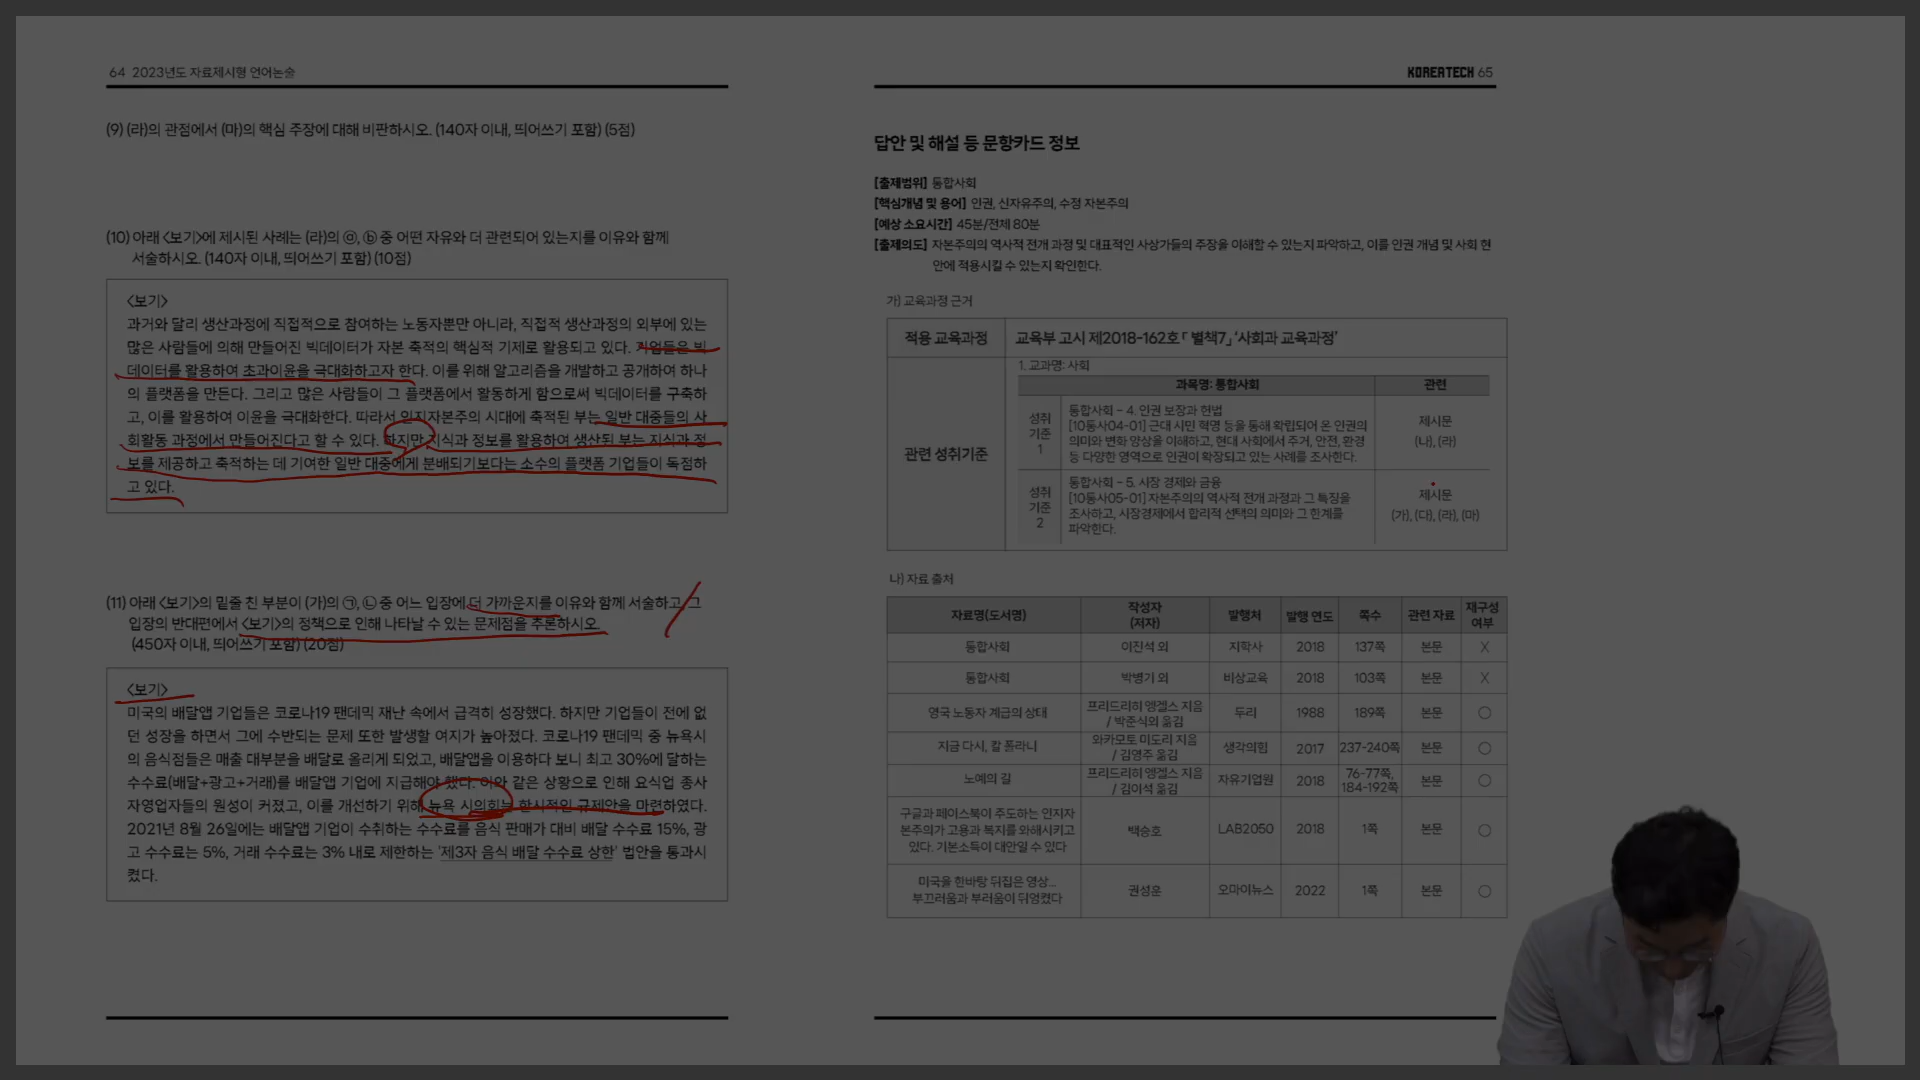 64 2023년도 자료제시형 언어논술
(9) (라)의 관점에서 (마)의 핵심 주장에 대해 비판하시오. (140자 이내, 띄어쓰기 포함) (5점)
(10) 아래 <보기>에 제시된 사례는 (라)의 ⓐ, ⓑ 중 어떤 자유와 더 관련되어 있는지를 이유와 함께
서술하시오. (140자 이내, 띄어쓰기 포함) (10점)
<보기>
과거와 달리 생산과정에 직접적으로 참여하는 노동자뿐만 아니라, 직접적 생산과정의 외부에 있는
많은 사람들에 의해 만들어진 빅데이터가 자본 축적의 핵심적 기제로 활용되고 있다. 기업들은 빅
데이터를 활용하여 초과이윤을 극대화하고자 한다. 이를 위해 알고리즘을 개발하고 공개하여 하나
의 플랫폼을 만든다. 그리고 많은 사람들이 그 플랫폼에서 활동하게 함으로써 빅데이터를 구축하
고, 이를 활용하여 이윤을 극대화한다. 따라서 인지자본주의 시대에 축적된 부는 일반 대중들의 사
회활동 과정에서 만들어진다고 할 수 있다. 하지만 지식과 정보를 활용하여 생산된 부는 지식과 정
보를 제공하고 축적하는 데 기여한 일반 대중에게 분배되기보다는 소수의 플랫폼 기업들이 독점하
고 있다.
(11) 아래 <보기>의 밑줄 친 부분이 (가)의 ㉠, ㉡ 중 어느 입장에 더 가까운지를 이유와 함께 서술하고, 그
입장의 반대편에서 <보기>의 정책으로 인해 나타날 수 있는 문제점을 추론하시오.
(450자 이내, 띄어쓰기 포함) (20점)
<보기>
미국의 배달앱 기업들은 코로나19 팬데믹 재난 속에서 급격히 성장했다. 하지만 기업들이 전에 없
던 성장을 하면서 그에 수반되는 문제 또한 발생할 여지가 높아졌다. 코로나19 팬데믹 중 뉴욕시
의 음식점들은 매출 대부분을 배달로 올리게 되었고, 배달앱을 이용하다 보니 최고 30%에 달하는
수수료(배달+광고+거래)를 배달앱 기업에 지급해야 했다. 이와 같은 상황으로 인해 요식업 종사
자영업자들의 원성이 커졌고, 이를 개선하기 위해 뉴욕 시의회는 한시적인 규제안을 마련하였다.
2021년 8월 26일에는 배달앱 기업이 수취하는 수수료를 음식 판매가 대비 배달 수수료 15%, 광
고 수수료는 5%, 거래 수수료는 3% 내로 제한하는 '제3자 음식 배달 수수료 상한' 법안을 통과시
켰다.
KOREATECH 65
답안 및 해설 등 문항카드 정보
[출제범위] 통합사회
[핵심개념 및 용어] 인권, 신자유주의, 수정 자본주의
[예상 소요시간] 45분/전체 80분
[출제의도] 자본주의의 역사적 전개 과정 및 대표적인 사상가들의 주장을 이해할 수 있는지 파악하고, 이를 인권 개념 및 사회 현
안에 적용시킬 수 있는지 확인한다.
가) 교육과정 근거
적용 교육과정 교육부 고시 제2018-162호 「별책7」 '사회과 교육과정'
관련 성취기준
1. 교과명: 사회
과목명: 통합사회 관련
성취
기준
1
통합사회 - 4. 인권 보장과 헌법
[10통사04-01] 근대 시민 혁명 등을 통해 확립되어 온 인권의
의미와 변화 양상을 이해하고, 현대 사회에서 주거, 안전, 환경
등 다양한 영역으로 인권이 확장되고 있는 사례를 조사한다.
제시문
(나), (라)
성취
기준
2
통합사회 - 5. 시장 경제와 금융
[10통사05-01] 자본주의의 역사적 전개 과정과 그 특징을
조사하고, 시장경제에서 합리적 선택의 의미와 그 한계를
파악한다.
제시문
(가), (다), (라), (마)
나) 자료 출처
자료명(도서명) 작성자 (저자) 발행처 발행 연도 쪽수 관련 자료 재구성 여부
통합사회 이진석 외 지학사 2018 137쪽 본문 X
통합사회 박병기 외 비상교육 2018 103쪽 본문 X
영국 노동자 계급의 상태 프리드리히 엥겔스 지음 / 박준식외 옮김 두리 1988 189쪽 본문 ○
지금 다시, 칼 폴라니 와카모토 미도리 지음 / 김영주 옮김 생각의힘 2017 237-240쪽 본문 ○
노예의 길 프리드리히 엥겔스 지음 / 김이석 옮김 자유기업원 2018 76-77쪽, 184-192쪽 본문 ○
구글과 페이스북이 주도하는 인지자
본주의가 고용과 복지를 와해시키고
있다. 기본소득이 대안일 수 있다
백승호 LAB2050 2018 1쪽 본문 ○
미국을 한바탕 뒤집은 영상...
부끄러움과 부러움이 뒤엉켰다
권성훈 오마이뉴스 2022 1쪽 본문 ○